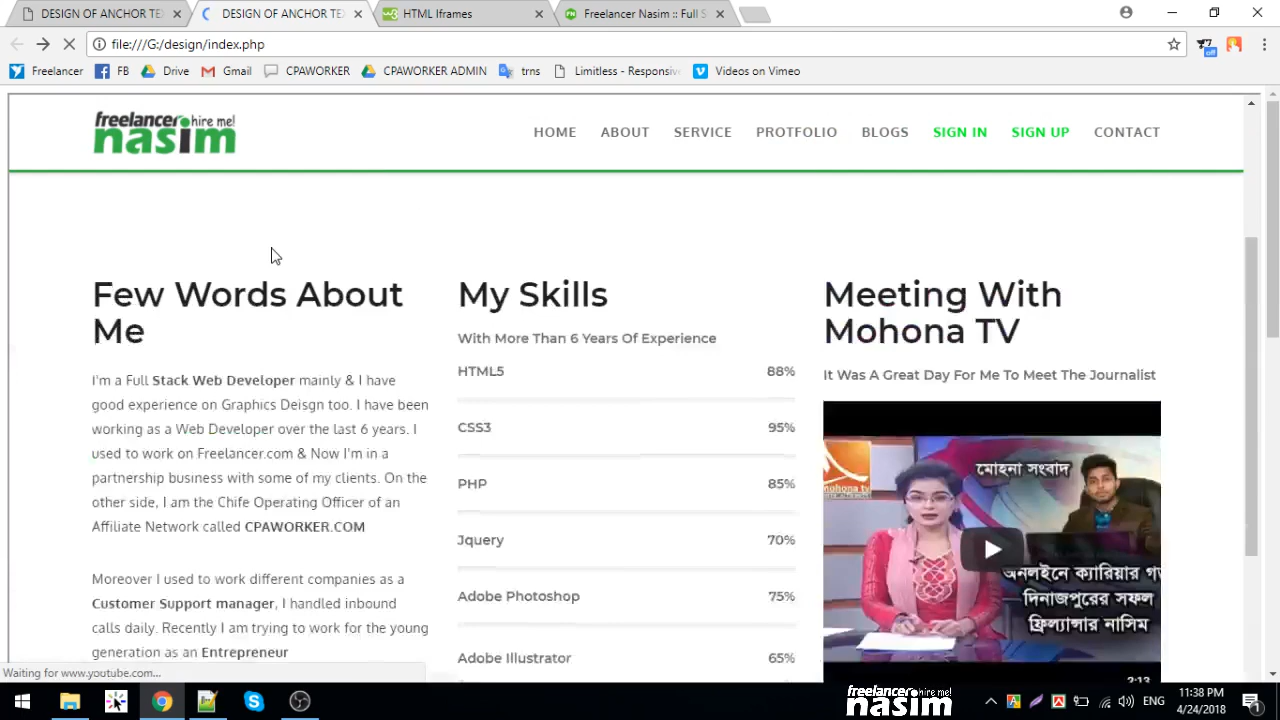 DESIGN OF ANCHOR TE
DESIGN OF ANCHOR TE
HTML Iframes
Freelancer Nasim :: Full S
file:///G:/design/index.php
Freelancer
FB
Drive
Gmail
CPAWORKER
CPAWORKER ADMIN
trns
Limitless - Responsiv
Videos on Vimeo
freelancer hire me!
nasim
HOME
ABOUT
SERVICE
PROTFOLIO
BLOGS
SIGN IN
SIGN UP
CONTACT
Few Words About
Me
I'm a Full Stack Web Developer mainly & I have
good experience on Graphics Deisgn too. I have been
working as a Web Developer over the last 6 years. I
used to work on Freelancer.com & Now I'm in a
partnership business with some of my clients. On the
other side, I am the Chife Operating Officer of an
Affiliate Network called CPAWORKER.COM
Moreover I used to work different companies as a
Customer Support manager, I handled inbound
calls daily. Recently I am trying to work for the young
generation as an Entrepreneur
My Skills
With More Than 6 Years Of Experience
HTML5 88%
CSS3 95%
PHP 85%
Jquery 70%
Adobe Photoshop 75%
Adobe Illustrator 65%
Meeting With
Mohona TV
It Was A Great Day For Me To Meet The Journalist
মোহনা সংবাদ
mohona tv
অনলাইনে ক্যারিয়ার গ
দিনাজপুরের সফল
ফ্রিল্যান্সার নাসিম
2:13
Waiting for www.youtube.com...
freelancer hire me!
nasim
ENG
11:38 PM
4/24/2018